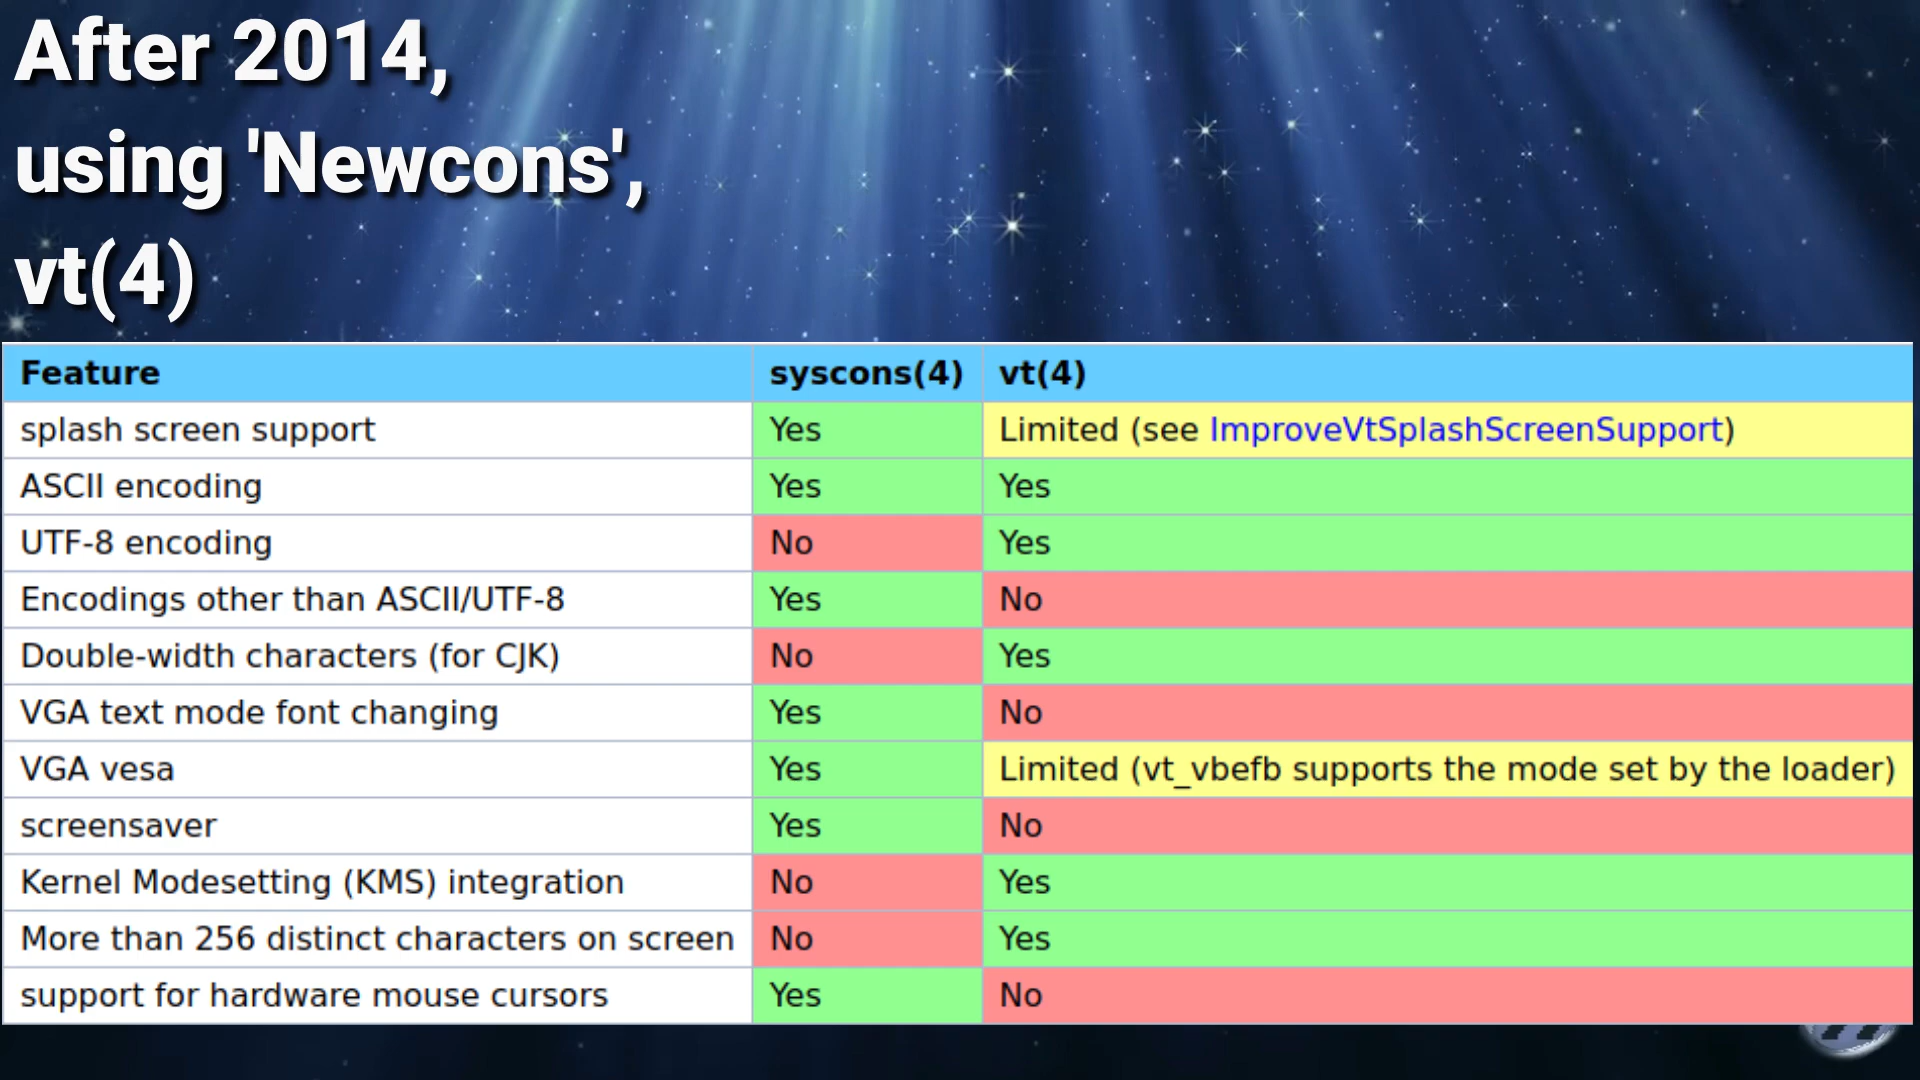 After 2014,
using 'Newcons',
vt(4)
Feature syscons(4) vt(4)
splash screen support Yes Limited (see ImproveVtSplashScreenSupport)
ASCII encoding Yes Yes
UTF-8 encoding No Yes
Encodings other than ASCII/UTF-8 Yes No
Double-width characters (for CJK) No Yes
VGA text mode font changing Yes No
VGA vesa Yes Limited (vt_vbefb supports the mode set by the loader)
screensaver Yes No
Kernel Modesetting (KMS) integration No Yes
More than 256 distinct characters on screen No Yes
support for hardware mouse cursors Yes No